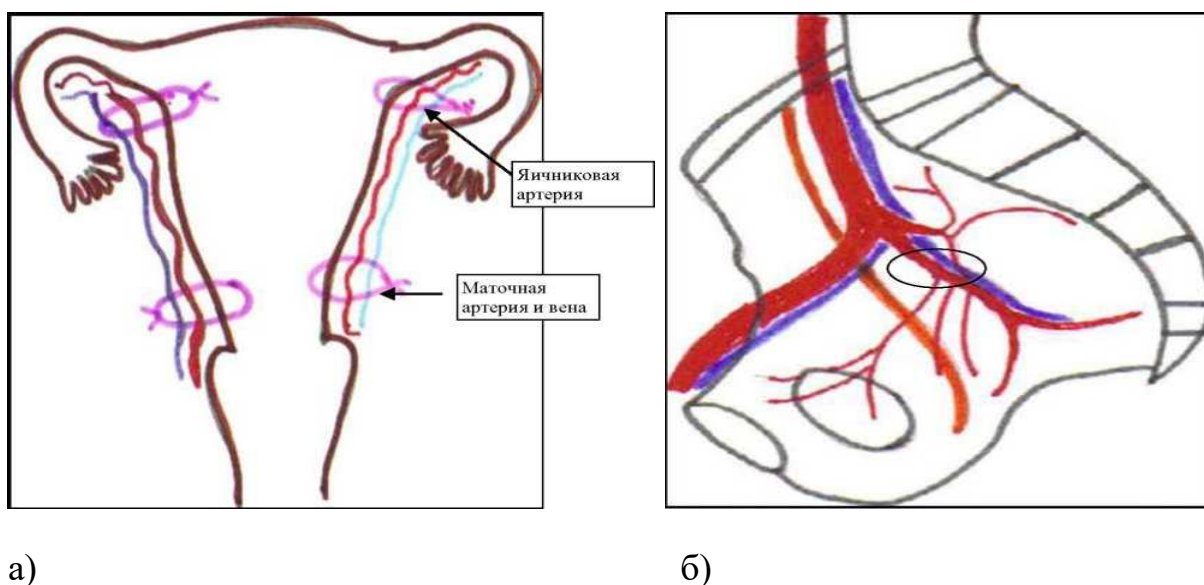 Яичниковая
артерия
Маточная
артерия и вена
а)
б)